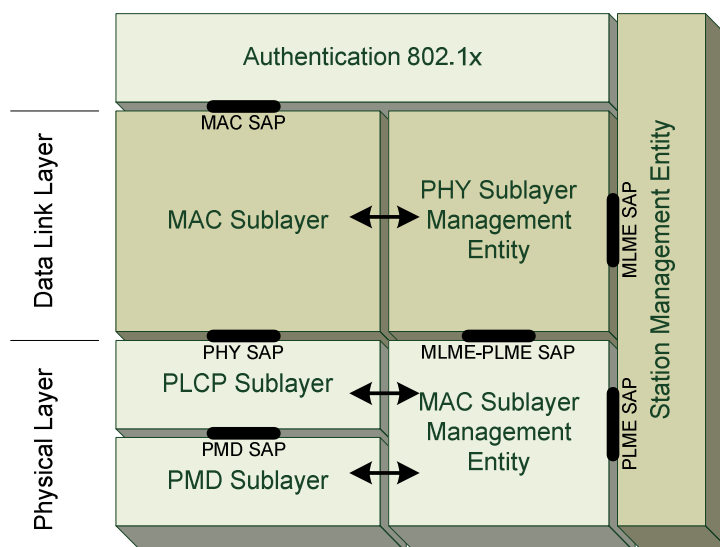 Authentication 802.1x
MAC SAP
Data Link Layer
MAC Sublayer
PHY Sublayer
Management
Entity
MLME SAP
Station Management Entity
PHY SAP
MLME-PLME SAP
Physical Layer
PLCP Sublayer
MAC Sublayer
Management
Entity
PLME SAP
PMD SAP
PMD Sublayer